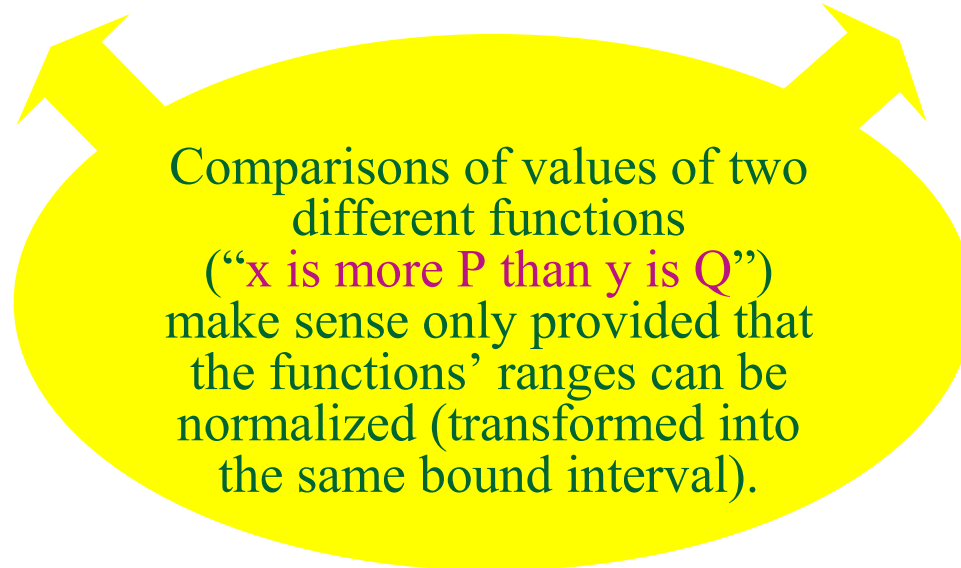 Comparisons of values of two
different functions
(“x is more P than y is Q”)
make sense only provided that
the functions’ ranges can be
normalized (transformed into
the same bound interval).